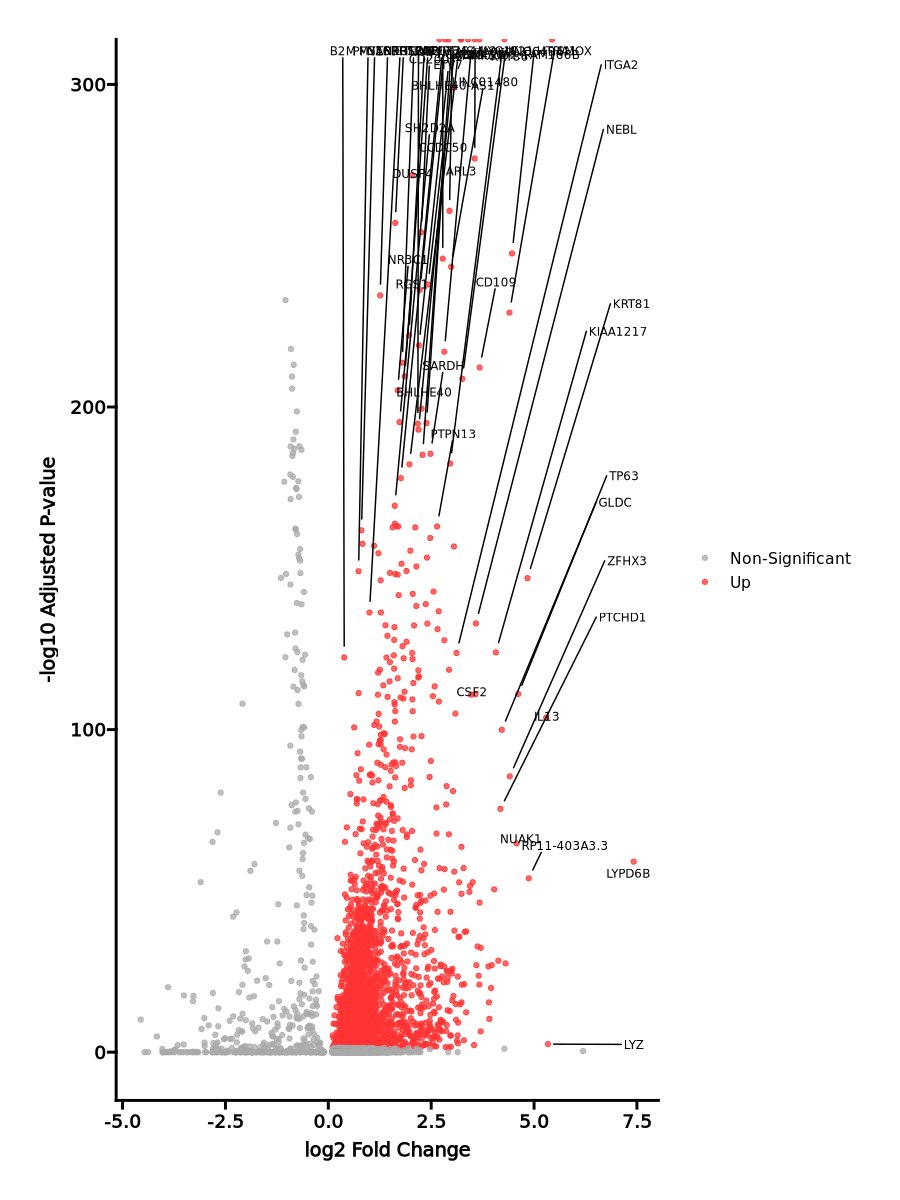 B2M
ITGA2
300
LINC01480
BHLHE40-AS1
NEBL
SH2D2A
CCDC50
DUSP4
ARL3
NR3C1
RGS1
CD109
KRT81
KIAA1217
SARDH
BHLHE40
200
PTPN13
TP63
GLDC
ZFHX3
Non-Significant
Up
PTCHD1
CSF2
IL13
100
NUAK1
RP11-403A3.3
LYPD6B
LYZ
0
-5.0
-2.5
0.0
2.5
5.0
7.5
log2 Fold Change
-log10 Adjusted P-value